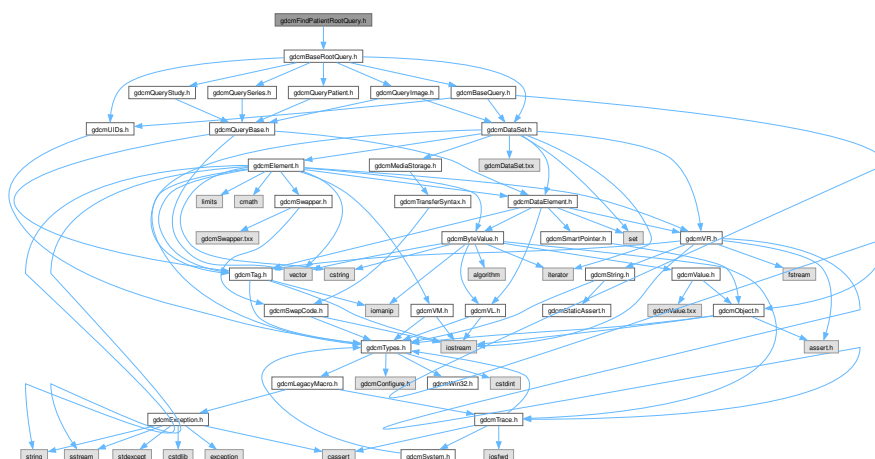 gdcmFindPatientRootQuery.h
gdcmBaseRootQuery.h
gdcmQueryStudy.h
gdcmQuerySeries.h
gdcmQueryPatient.h
gdcmQueryImage.h
gdcmBaseQuery.h
gdcmUIDs.h
gdcmQueryBase.h
gdcmDataSet.h
gdcmElement.h
gdcmMediaStorage.h
gdcmDataSet.txx
limits
cmath
gdcmSwapper.h
gdcmTransferSyntax.h
gdcmDataElement.h
gdcmSwapper.txx
gdcmByteValue.h
gdcmSmartPointer.h
set
gdcmVR.h
gdcmTag.h
vector
cstring
algorithm
iterator
gdcmString.h
gdcmValue.h
fstream
gdcmSwapCode.h
iomanip
gdcmVM.h
gdcmVL.h
gdcmStaticAssert.h
gdcmValue.txx
gdcmObject.h
gdcmTypes.h
iostream
assert.h
gdcmLegacyMacro.h
gdcmConfigure.h
gdcmWin32.h
cstdint
gdcmException.h
gdcmTrace.h
string
sstream
stdexcept
cstdlib
exception
cassert
gdcmSystem.h
iosfwd